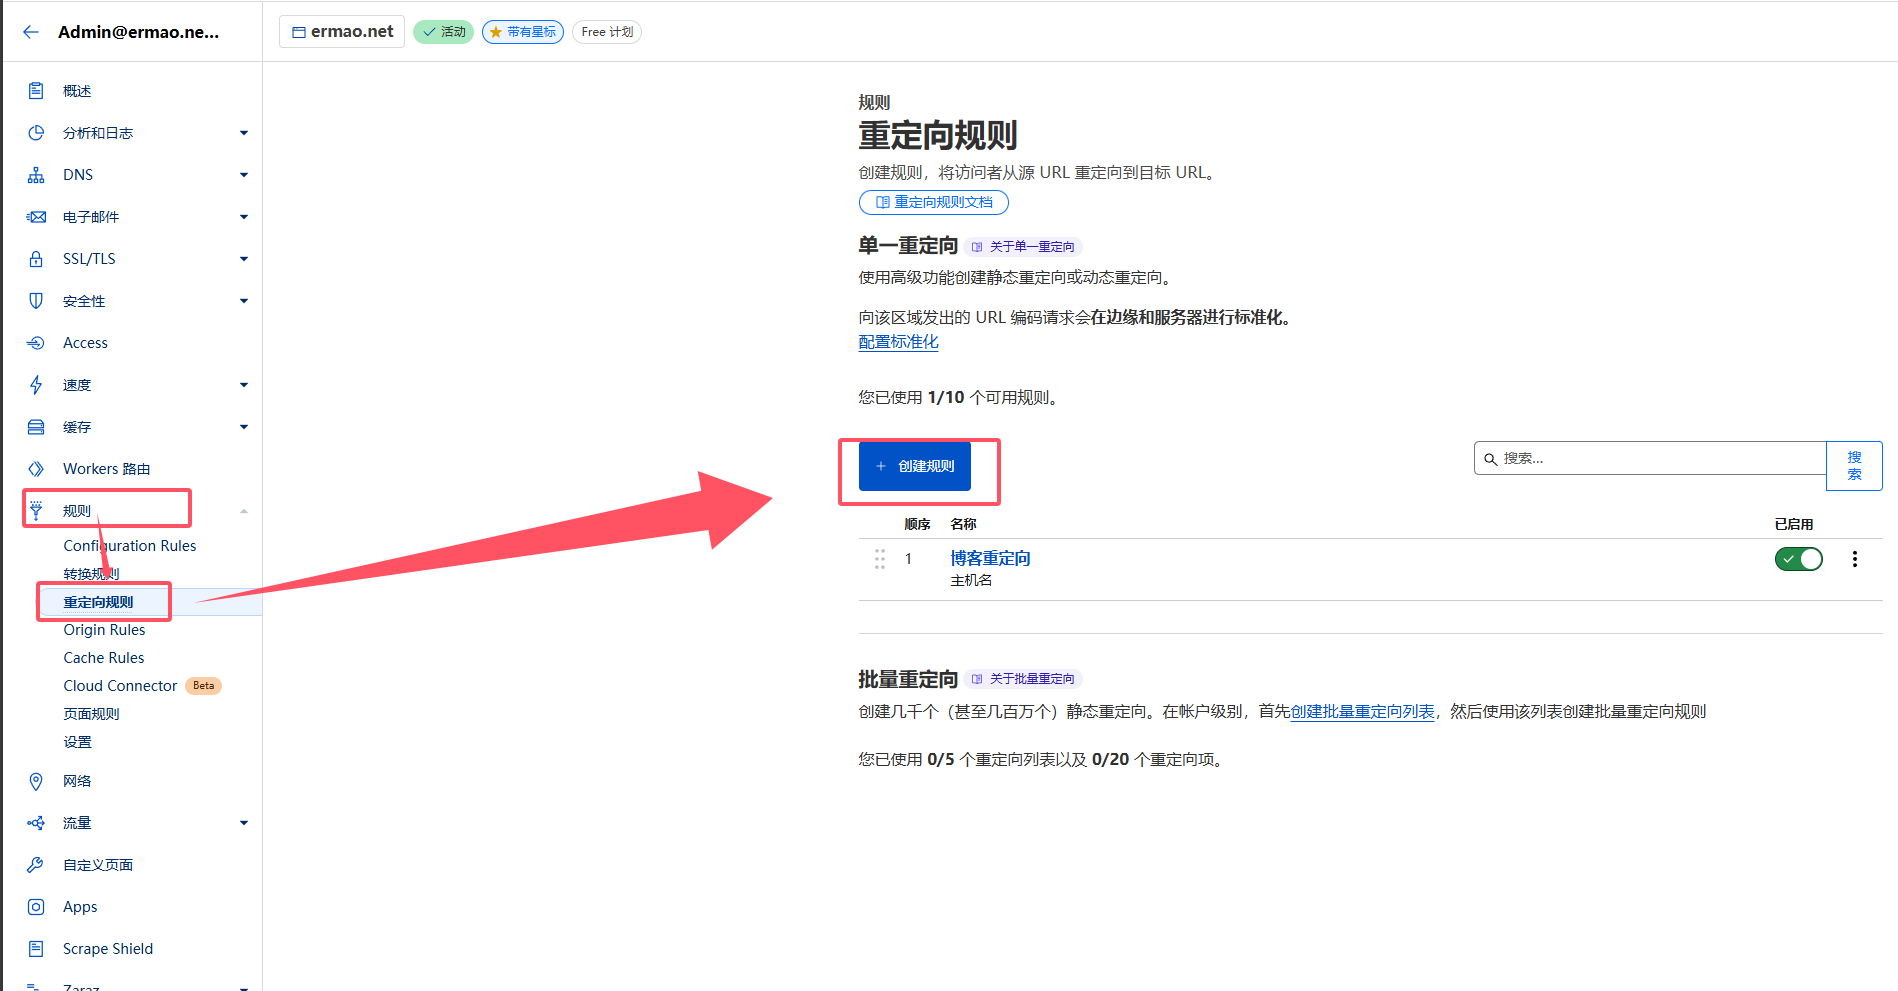 Admin@ermao.ne...
ermao.net
活动
带有星标
Free 计划
概述
分析和日志
DNS
电子邮件
SSL/TLS
安全性
Access
速度
缓存
Workers 路由
规则
Configuration Rules
转换规则
重定向规则
Origin Rules
Cache Rules
Cloud Connector Beta
页面规则
设置
网络
流量
自定义页面
Apps
Scrape Shield
Zaraz
规则
重定向规则
创建规则，将访问者从源 URL 重定向到目标 URL。
重定向规则文档
单一重定向 关于单一重定向
使用高级功能创建静态重定向或动态重定向。
向该区域发出的 URL 编码请求会在边缘和服务器进行标准化。
配置标准化
您已使用 1/10 个可用规则。
+ 创建规则
搜索...
搜
索
顺序 名称 已启用
1 博客重定向
主机名
批量重定向 关于批量重定向
创建几千个（甚至几百万个）静态重定向。在帐户级别，首先创建批量重定向列表，然后使用该列表创建批量重定向规则
您已使用 0/5 个重定向列表以及 0/20 个重定向项。